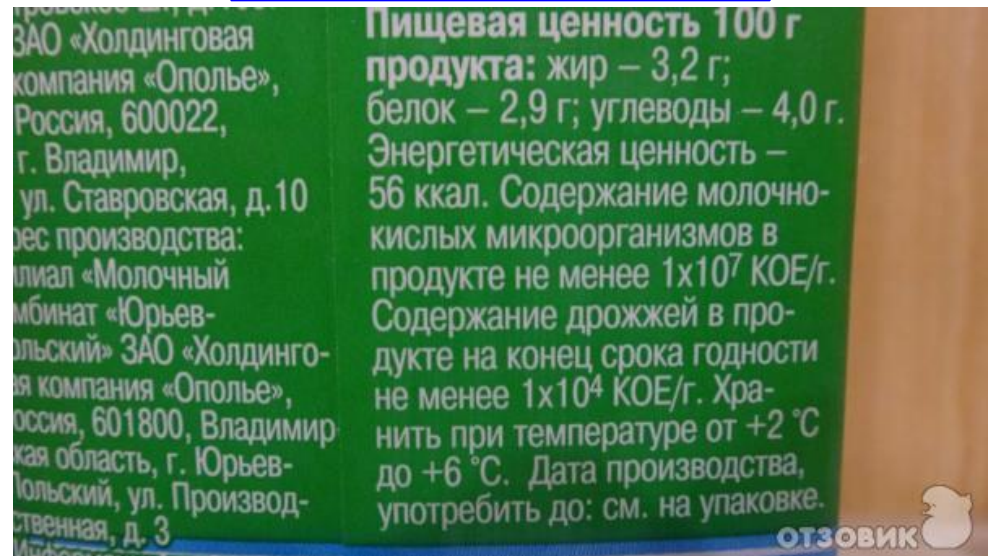 ЗАО «Холдинговая
компания «Ополье»,
Россия, 600022,
г. Владимир,
ул. Ставровская, д.10
рес производства:
лиал «Молочный
мбинат «Юрьев-
ольский» ЗАО «Холдинго-
ая компания «Ополье»,
оссия, 601800, Владимир
кая область, г. Юрьев-
Польский, ул. Производ-
ственная, д. 3
Пищевая ценность 100 г
продукта: жир – 3,2 г;
белок – 2,9 г; углеводы – 4,0 г.
Энергетическая ценность –
56 ккал. Содержание молочно-
кислых микроорганизмов в
продукте не менее 1х10⁷ КОЕ/г.
Содержание дрожжей в про-
дукте на конец срока годности
не менее 1х10⁴ КОЕ/г. Хра-
нить при температуре от +2 °С
до +6 °С. Дата производства,
употребить до: см. на упаковке.
ОТЗОВИК